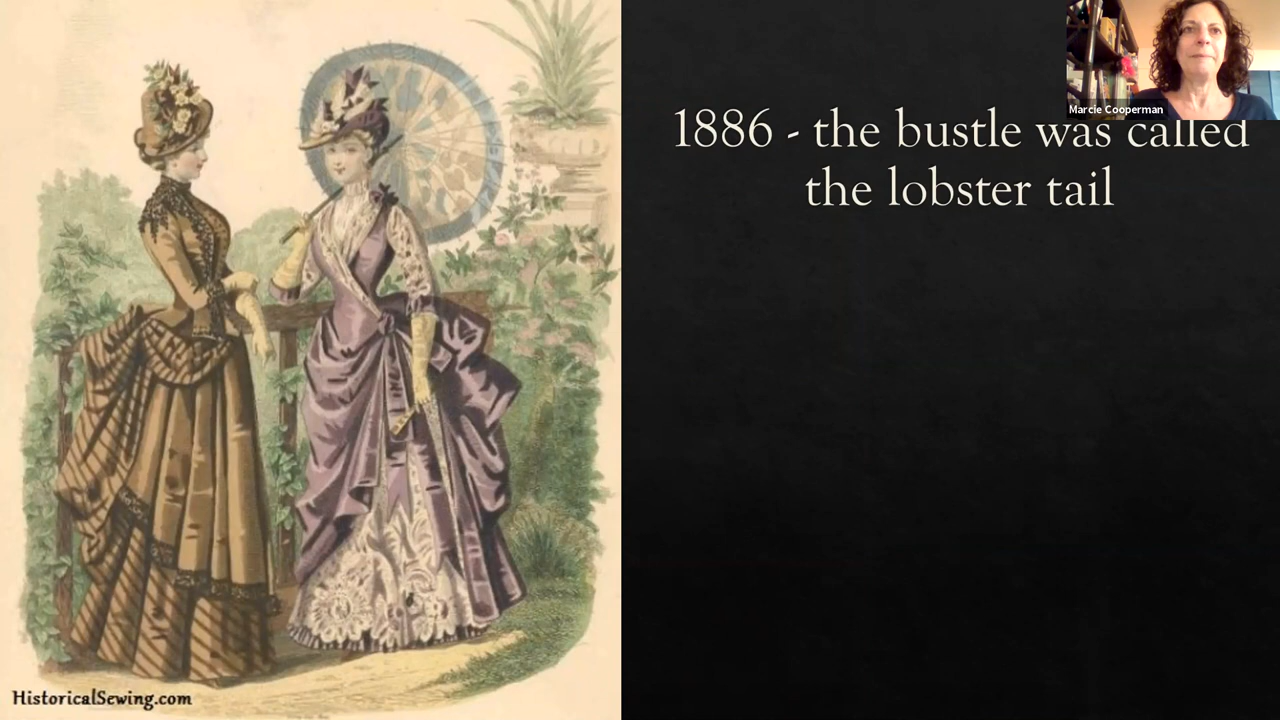 Marcie Cooperman
1886 - the bustle was called
the lobster tail
HistoricalSewing.com